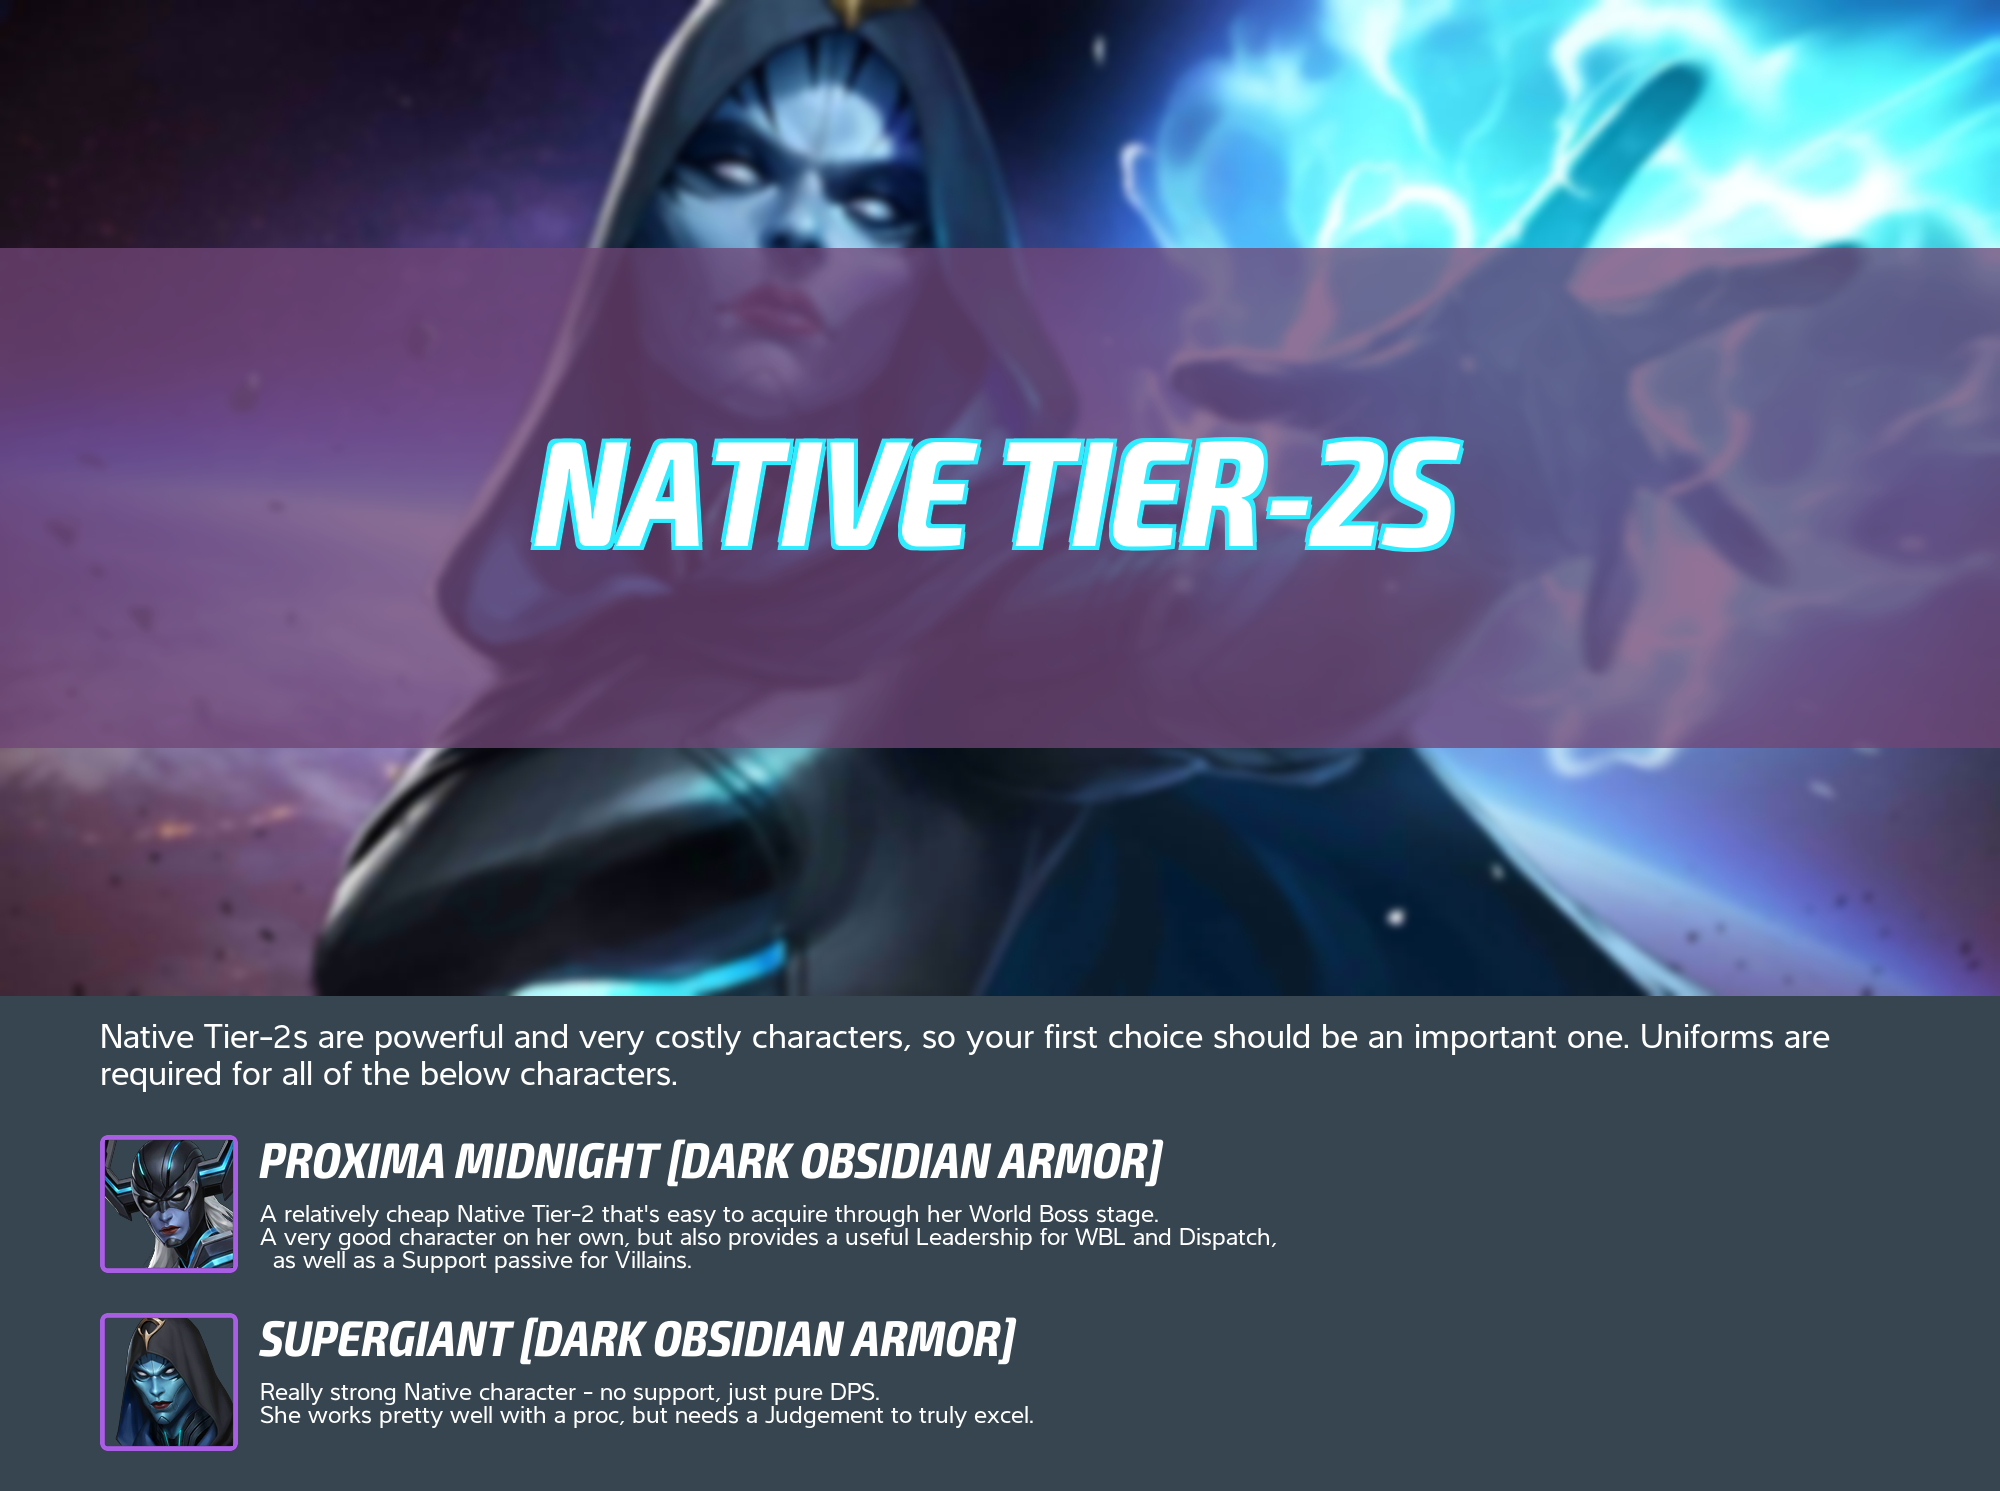 NATIVE TIER-2S
Native Tier-2s are powerful and very costly characters, so your first choice should be an important one. Uniforms are
required for all of the below characters.
PROXIMA MIDNIGHT [DARK OBSIDIAN ARMOR]
A relatively cheap Native Tier-2 that's easy to acquire through her World Boss stage.
A very good character on her own, but also provides a useful Leadership for WBL and Dispatch,
as well as a Support passive for Villains.
SUPERGIANT [DARK OBSIDIAN ARMOR]
Really strong Native character - no support, just pure DPS.
She works pretty well with a proc, but needs a Judgement to truly excel.